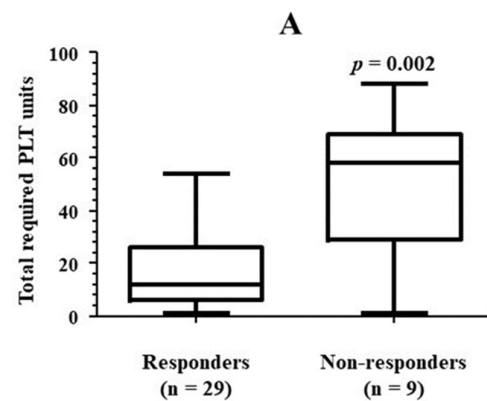 A
p = 0.002
Total required PLT units
100
80
60
40
20
0
Responders
(n = 29)
Non-responders
(n = 9)